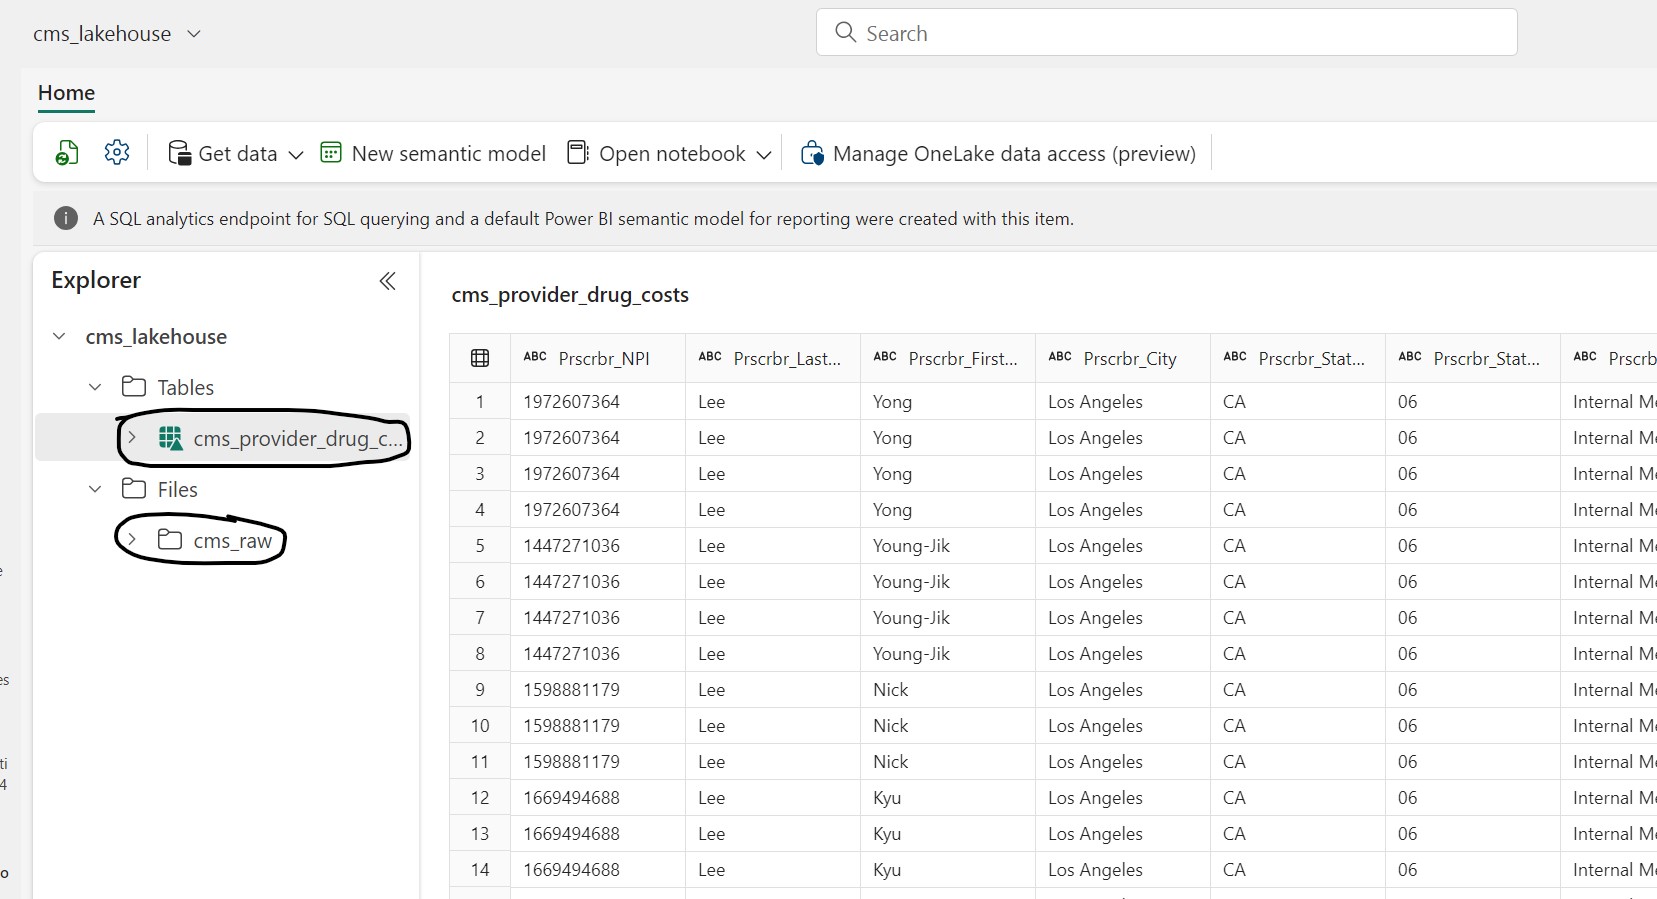 cms_lakehouse
Search
Home
Get data
New semantic model
Open notebook
Manage OneLake data access (preview)
A SQL analytics endpoint for SQL querying and a default Power BI semantic model for reporting were created with this item.
Explorer
cms_lakehouse
Tables
cms_provider_drug_c...
Files
cms_raw
cms_provider_drug_costs
ABC Prscrbr_NPI ABC Prscrbr_Last... ABC Prscrbr_First... ABC Prscrbr_City ABC Prscrbr_Stat... ABC Prscrbr_Stat... ABC Prscrb
1 1972607364 Lee Yong Los Angeles CA 06 Internal Me
2 1972607364 Lee Yong Los Angeles CA 06 Internal Me
3 1972607364 Lee Yong Los Angeles CA 06 Internal Me
4 1972607364 Lee Yong Los Angeles CA 06 Internal Me
5 1447271036 Lee Young-Jik Los Angeles CA 06 Internal Me
6 1447271036 Lee Young-Jik Los Angeles CA 06 Internal Me
7 1447271036 Lee Young-Jik Los Angeles CA 06 Internal Me
8 1447271036 Lee Young-Jik Los Angeles CA 06 Internal Me
9 1598881179 Lee Nick Los Angeles CA 06 Internal Me
10 1598881179 Lee Nick Los Angeles CA 06 Internal Me
11 1598881179 Lee Nick Los Angeles CA 06 Internal Me
12 1669494688 Lee Kyu Los Angeles CA 06 Internal Me
13 1669494688 Lee Kyu Los Angeles CA 06 Internal Me
14 1669494688 Lee Kyu Los Angeles CA 06 Internal Me